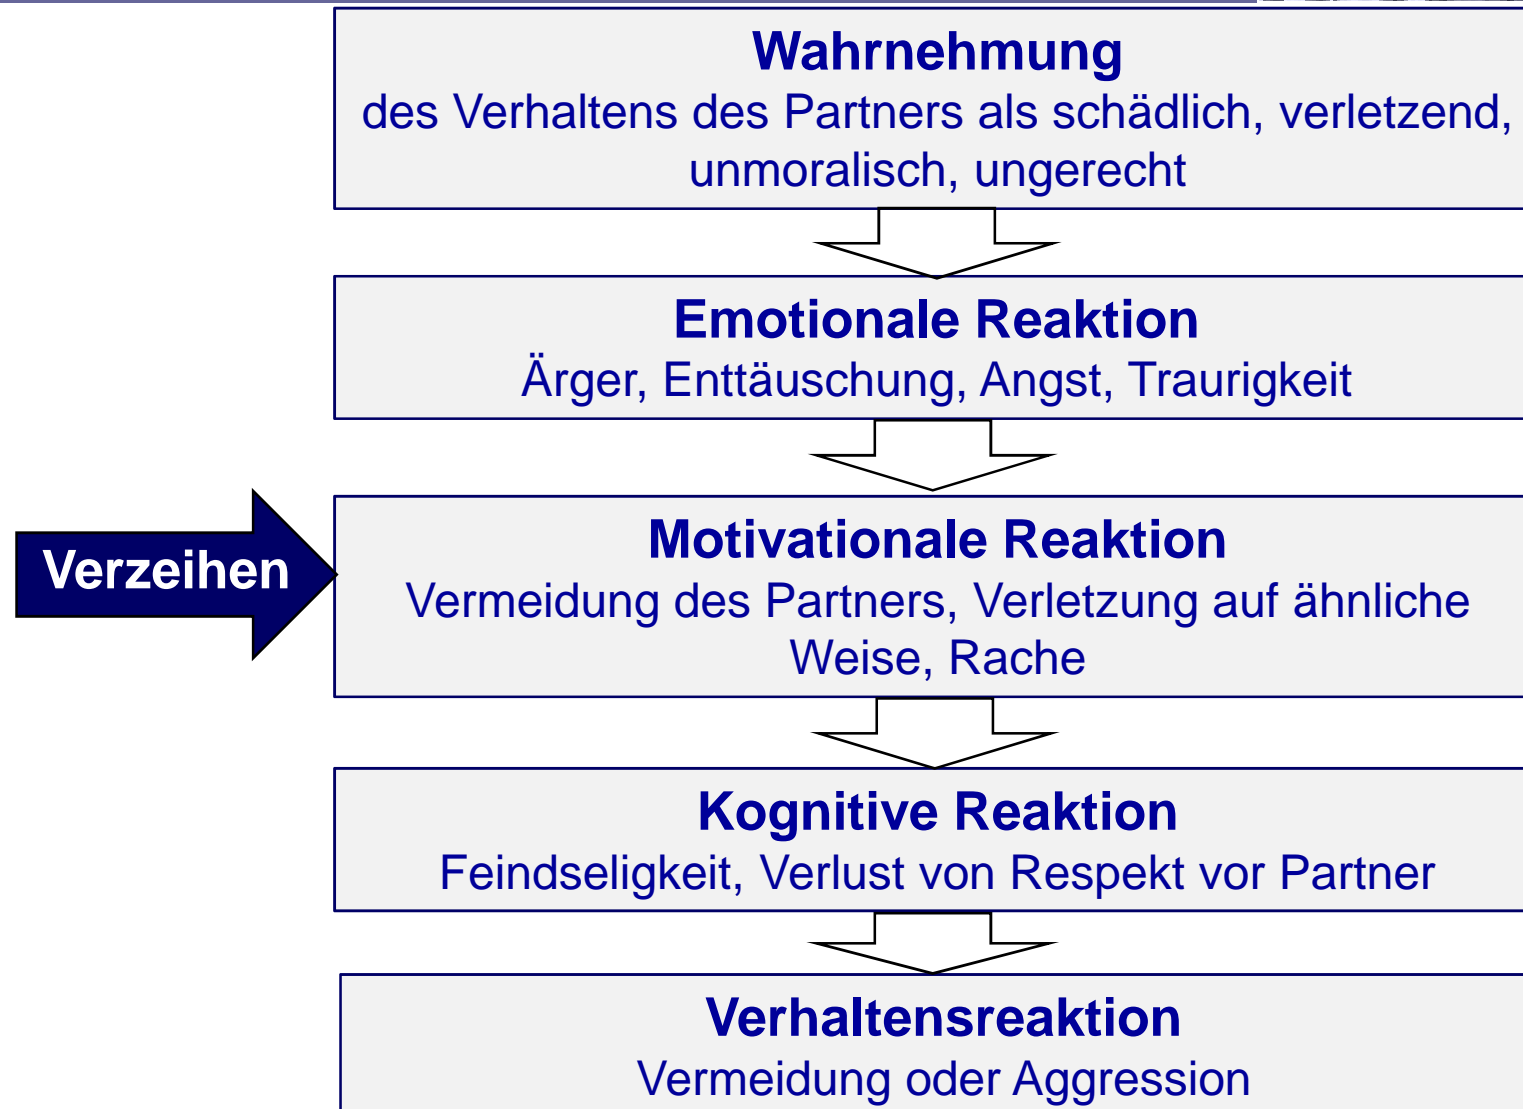 Wahrnehmung
des Verhaltens des Partners als schädlich, verletzend,
unmoralisch, ungerecht
Emotionale Reaktion
Ärger, Enttäuschung, Angst, Traurigkeit
Verzeihen
Motivationale Reaktion
Vermeidung des Partners, Verletzung auf ähnliche
Weise, Rache
Kognitive Reaktion
Feindseligkeit, Verlust von Respekt vor Partner
Verhaltensreaktion
Vermeidung oder Aggression